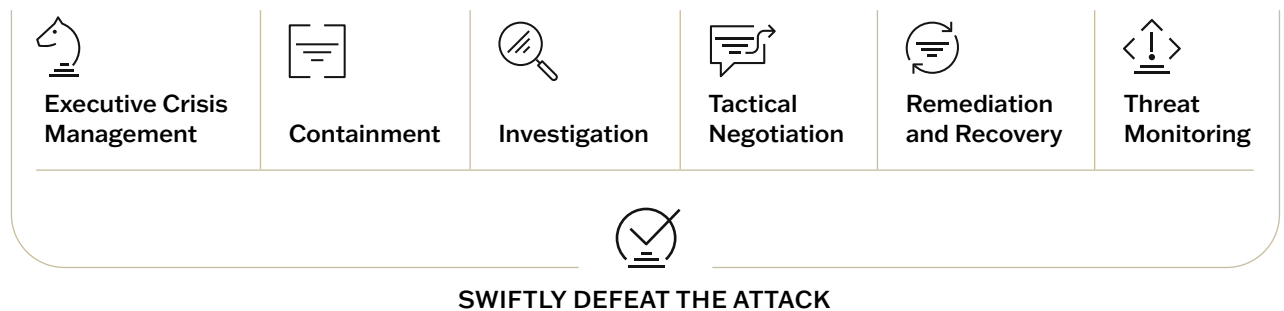 Executive Crisis
Management
Containment
Investigation
Tactical
Negotiation
Remediation
and Recovery
Threat
Monitoring
SWIFTLY DEFEAT THE ATTACK